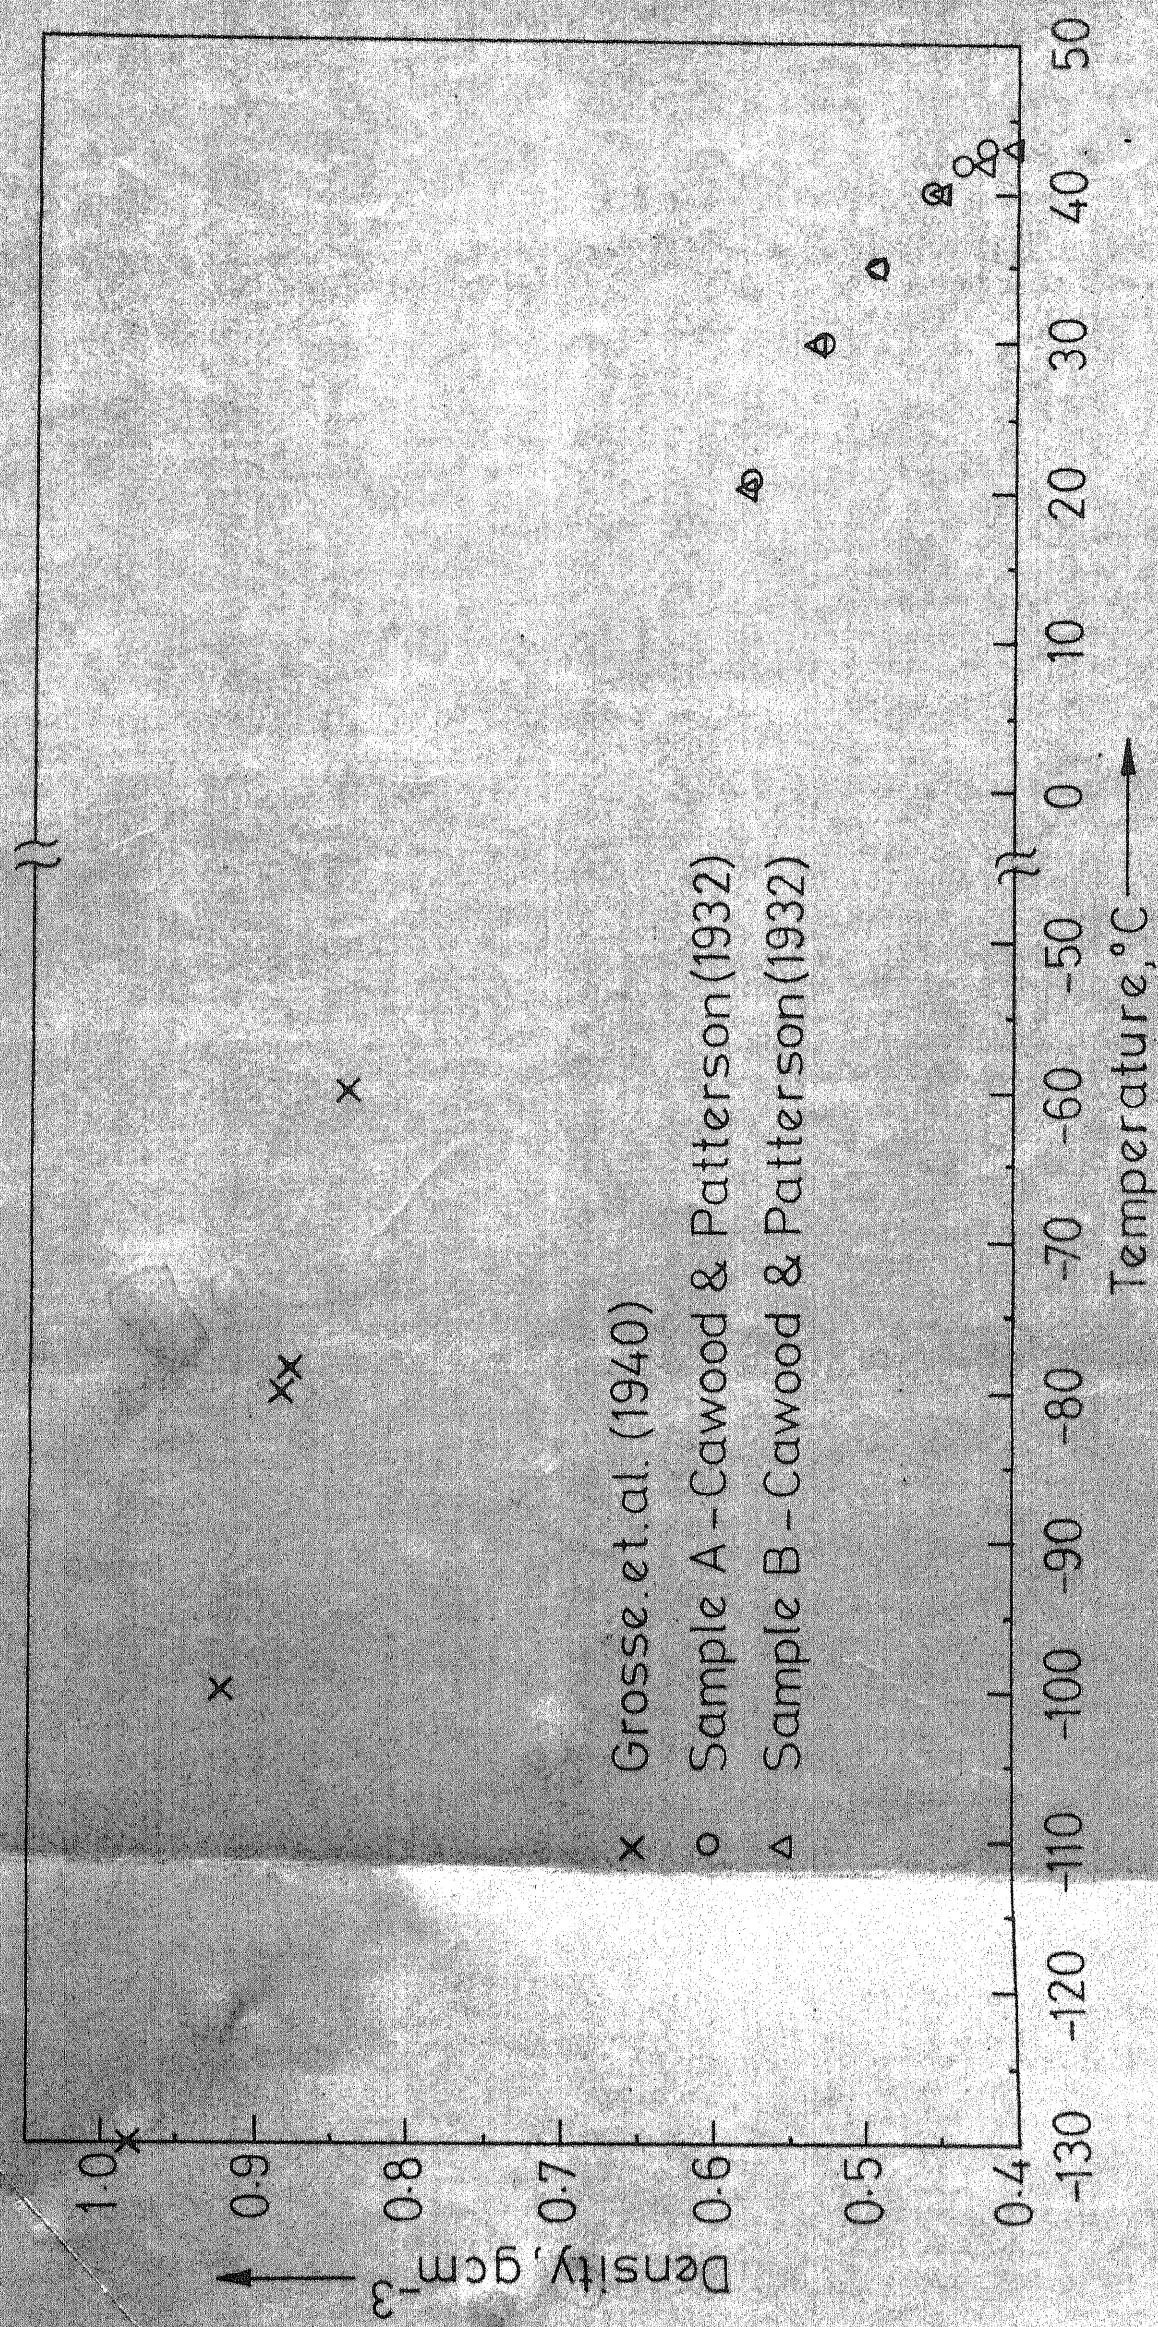 Density, gcm⁻³
1.0
0.9
0.8
0.7
0.6
0.5
0.4
× Grosse.et.al. (1940)
○ Sample A – Cawood & Patterson (1932)
△ Sample B – Cawood & Patterson (1932)
-130 -120 -110 -100 -90 -80 -70 -60 -50 0 10 20 30 40 50
Temperature, °C